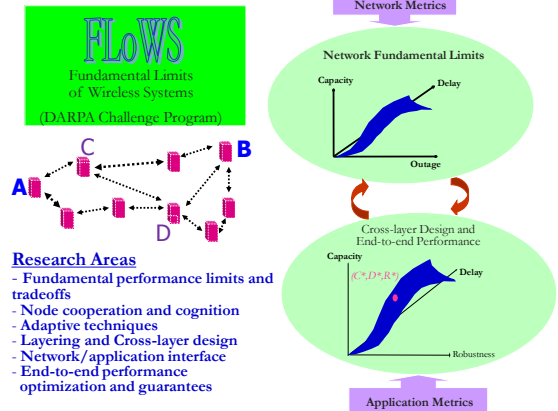 FLoWS
Fundamental Limits
of Wireless Systems
(DARPA Challenge Program)
C
B
A
D
Research Areas
- Fundamental performance limits and
tradeoffs
- Node cooperation and cognition
- Adaptive techniques
- Layering and Cross-layer design
- Network/application interface
- End-to-end performance
optimization and guarantees
Network Metrics
Network Fundamental Limits
Capacity
Delay
Outage
Cross-layer Design and
End-to-end Performance
Capacity
(C*,D*,R*)
Delay
Robustness
Application Metrics